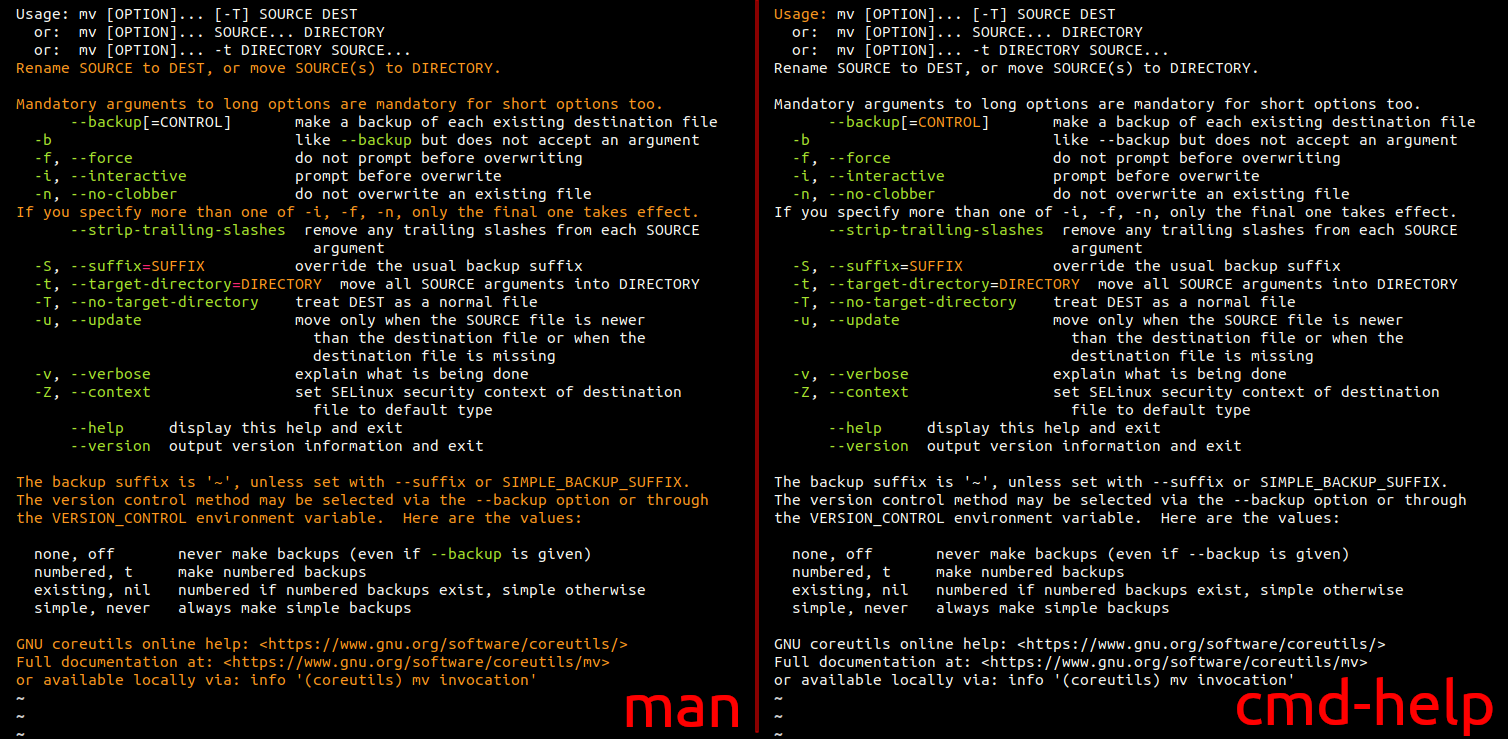 Usage: mv [OPTION]... [-T] SOURCE DEST
  or:  mv [OPTION]... SOURCE... DIRECTORY
  or:  mv [OPTION]... -t DIRECTORY SOURCE...
Rename SOURCE to DEST, or move SOURCE(s) to DIRECTORY.

Mandatory arguments to long options are mandatory for short options too.
      --backup[=CONTROL]       make a backup of each existing destination file
  -b                           like --backup but does not accept an argument
  -f, --force                  do not prompt before overwriting
  -i, --interactive            prompt before overwrite
  -n, --no-clobber             do not overwrite an existing file
If you specify more than one of -i, -f, -n, only the final one takes effect.
      --strip-trailing-slashes  remove any trailing slashes from each SOURCE
                                 argument
  -S, --suffix=SUFFIX          override the usual backup suffix
  -t, --target-directory=DIRECTORY  move all SOURCE arguments into DIRECTORY
  -T, --no-target-directory    treat DEST as a normal file
  -u, --update                 move only when the SOURCE file is newer
                                 than the destination file or when the
                                 destination file is missing
  -v, --verbose                explain what is being done
  -Z, --context                set SELinux security context of destination
                                 file to default type
      --help     display this help and exit
      --version  output version information and exit

The backup suffix is '~', unless set with --suffix or SIMPLE_BACKUP_SUFFIX.
The version control method may be selected via the --backup option or through
the VERSION_CONTROL environment variable.  Here are the values:

  none, off       never make backups (even if --backup is given)
  numbered, t     make numbered backups
  existing, nil   numbered if numbered backups exist, simple otherwise
  simple, never   always make simple backups

GNU coreutils online help: <https://www.gnu.org/software/coreutils/>
Full documentation at: <https://www.gnu.org/software/coreutils/mv>
or available locally via: info '(coreutils) mv invocation'
~
~
~
man
Usage: mv [OPTION]... [-T] SOURCE DEST
  or:  mv [OPTION]... SOURCE... DIRECTORY
  or:  mv [OPTION]... -t DIRECTORY SOURCE...
Rename SOURCE to DEST, or move SOURCE(s) to DIRECTORY.

Mandatory arguments to long options are mandatory for short options too.
      --backup[=CONTROL]       make a backup of each existing destination file
  -b                           like --backup but does not accept an argument
  -f, --force                  do not prompt before overwriting
  -i, --interactive            prompt before overwrite
  -n, --no-clobber             do not overwrite an existing file
If you specify more than one of -i, -f, -n, only the final one takes effect.
      --strip-trailing-slashes  remove any trailing slashes from each SOURCE
                                 argument
  -S, --suffix=SUFFIX          override the usual backup suffix
  -t, --target-directory=DIRECTORY  move all SOURCE arguments into DIRECTORY
  -T, --no-target-directory    treat DEST as a normal file
  -u, --update                 move only when the SOURCE file is newer
                                 than the destination file or when the
                                 destination file is missing
  -v, --verbose                explain what is being done
  -Z, --context                set SELinux security context of destination
                                 file to default type
      --help     display this help and exit
      --version  output version information and exit

The backup suffix is '~', unless set with --suffix or SIMPLE_BACKUP_SUFFIX.
The version control method may be selected via the --backup option or through
the VERSION_CONTROL environment variable.  Here are the values:

  none, off       never make backups (even if --backup is given)
  numbered, t     make numbered backups
  existing, nil   numbered if numbered backups exist, simple otherwise
  simple, never   always make simple backups

GNU coreutils online help: <https://www.gnu.org/software/coreutils/>
Full documentation at: <https://www.gnu.org/software/coreutils/mv>
or available locally via: info '(coreutils) mv invocation'
~
~
~
cmd-help